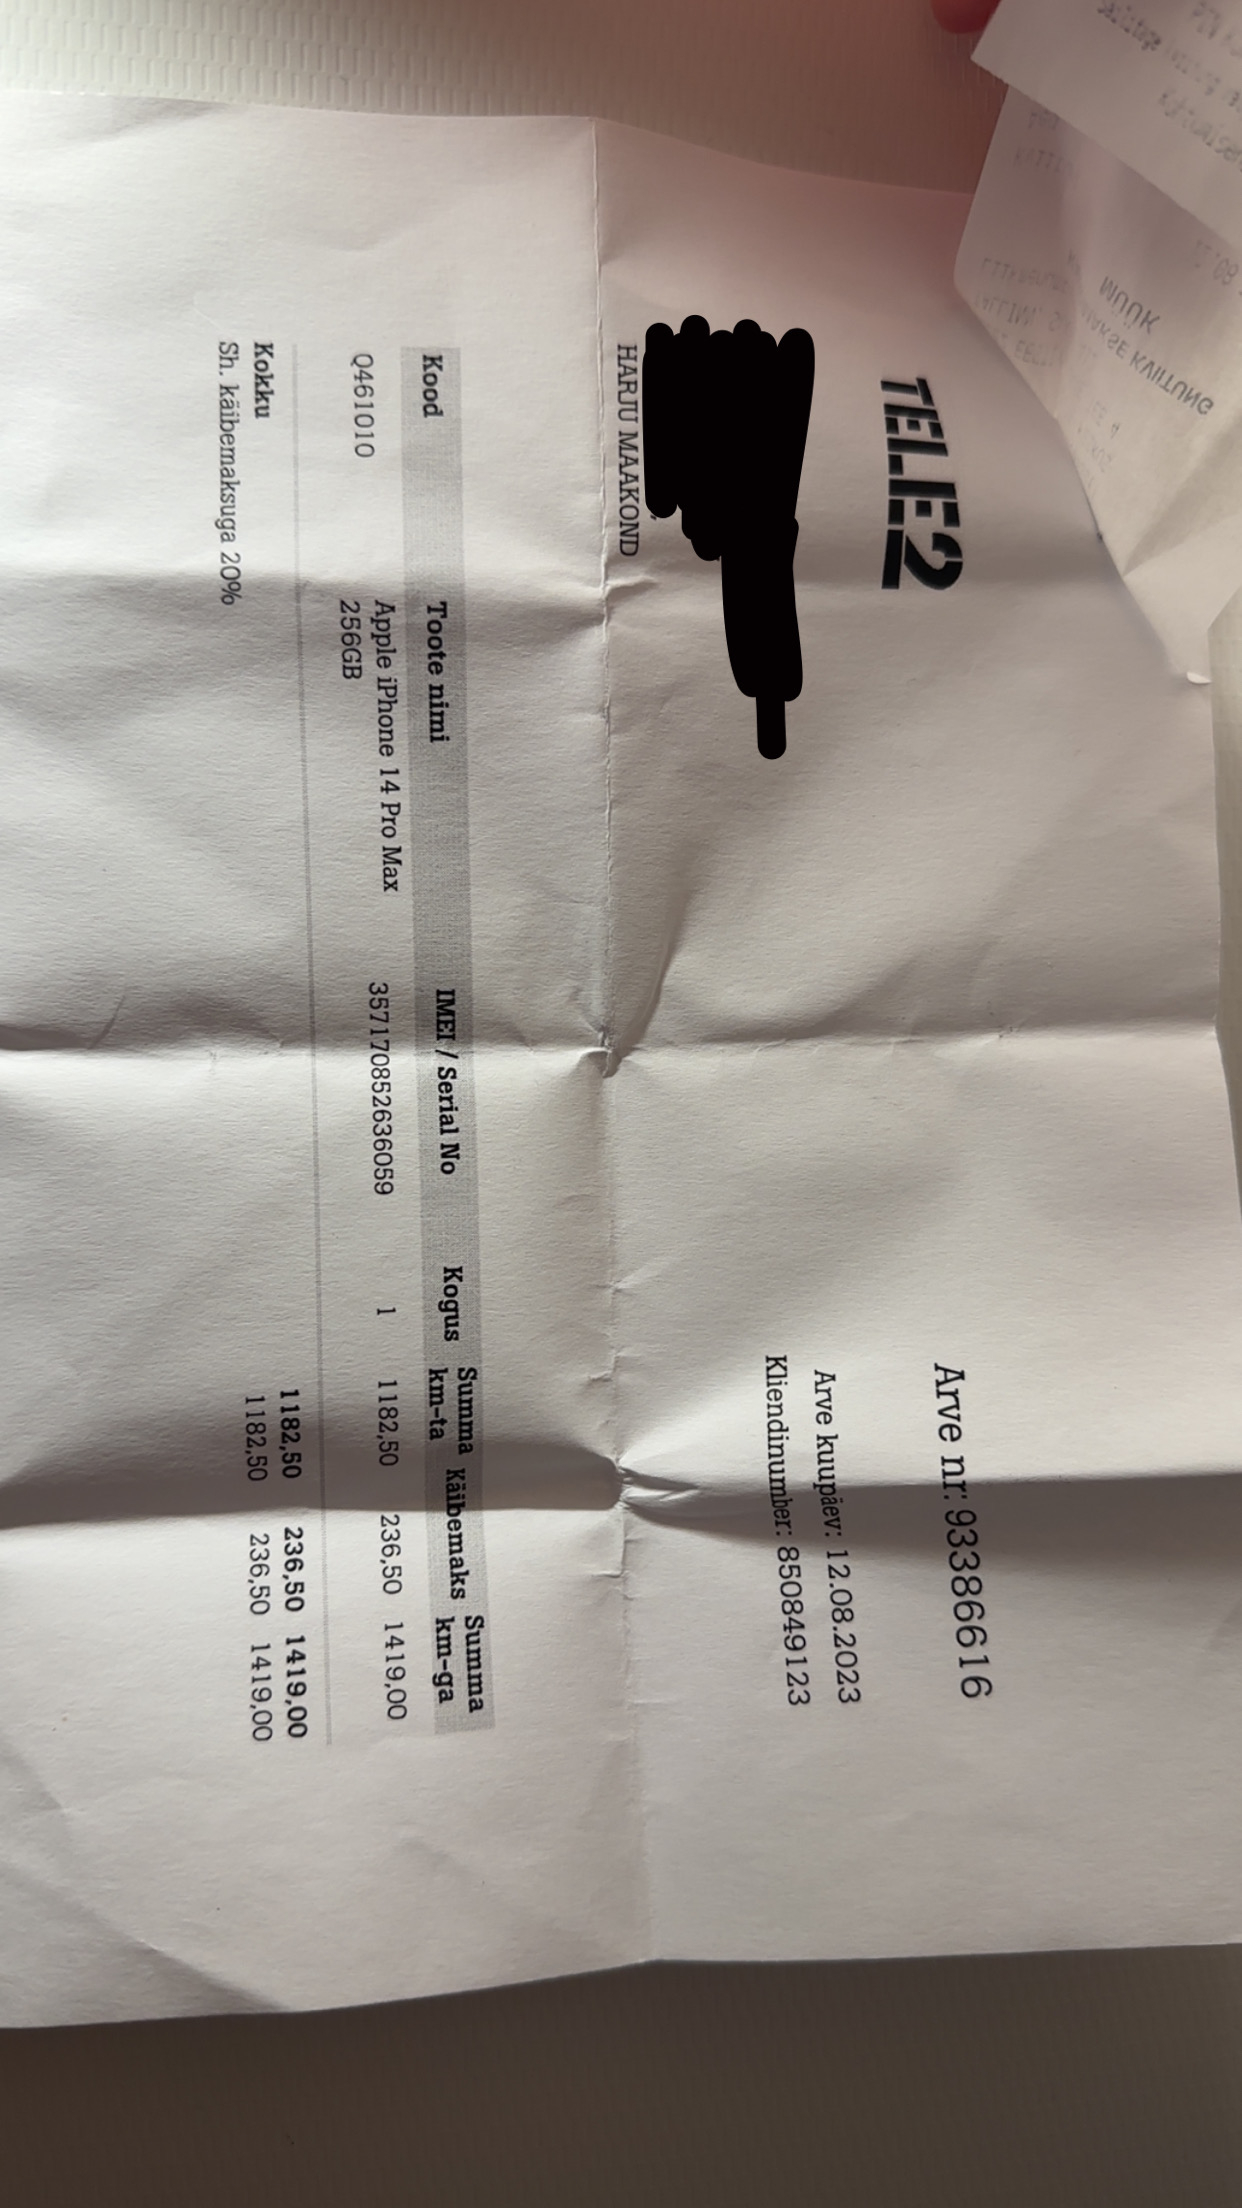 TELE2
Arve nr: 93386616
Arve kuupäev: 12.08.2023
Kliendinumber: 850849123
HARJU MAAKOND
Kood Toote nimi IMEI / Serial No Kogus Summa km-ta Käibemaks Summa km-ga
Q461010 Apple iPhone 14 Pro Max 357170852636059 1 1182,50 236,50 1419,00
256GB
Kokku 1182,50 236,50 1419,00
Sh. käibemaksuga 20% 1182,50 236,50 1419,00
KVIITUNG
MÜÜK